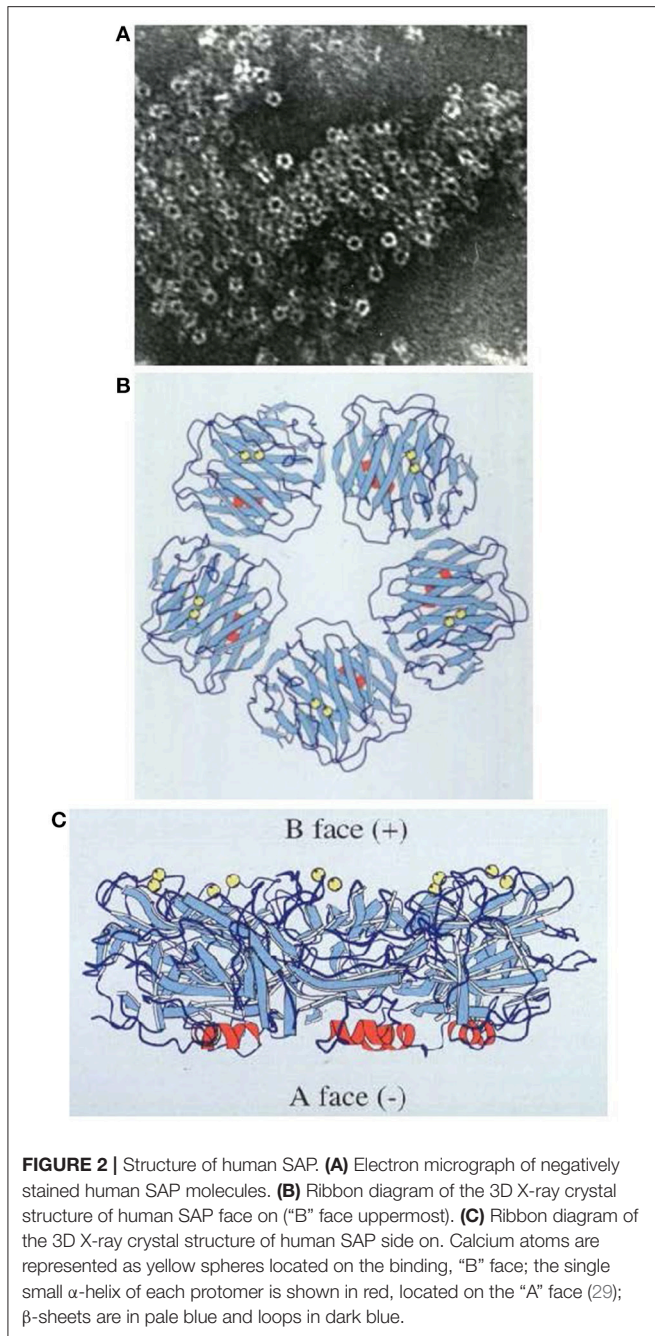 A
B
C
B face (+)
A face (-)
FIGURE 2 | Structure of human SAP. (A) Electron micrograph of negatively
stained human SAP molecules. (B) Ribbon diagram of the 3D X-ray crystal
structure of human SAP face on (“B” face uppermost). (C) Ribbon diagram of
the 3D X-ray crystal structure of human SAP side on. Calcium atoms are
represented as yellow spheres located on the binding, “B” face; the single
small α-helix of each protomer is shown in red, located on the “A” face (29);
β-sheets are in pale blue and loops in dark blue.